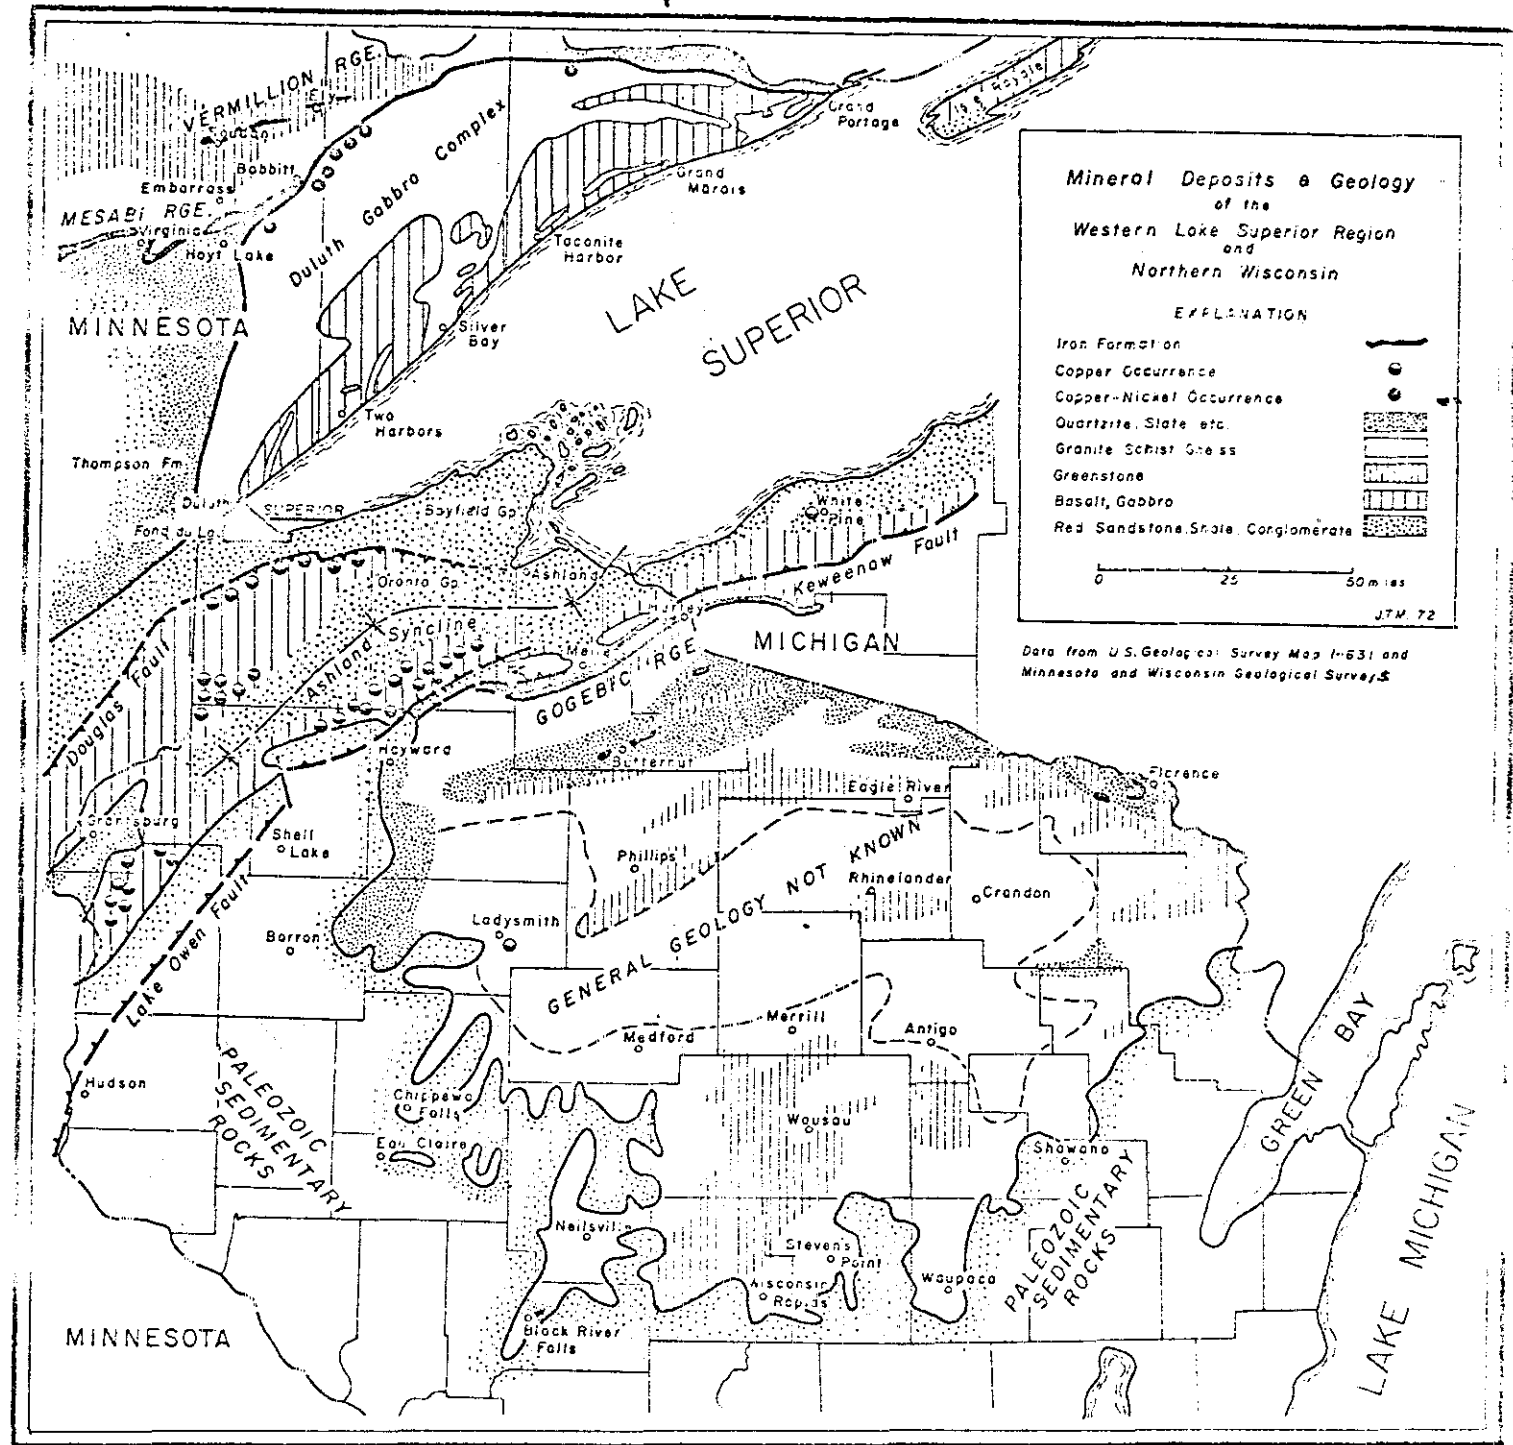 VERMILLION RGE.
Ely
Soudan
Babbitt
Embarrass
MESABI RGE.
Virginia
Hoyt Lake
Duluth Gabbro Complex
Grand
Portage
Isle Royale
Grand
Marais
Taconite
Harbor
Silver
Bay
Two
Harbors
MINNESOTA
LAKE
SUPERIOR
Thompson Fm.
Duluth
SUPERIOR
Fond du La
Bayfield Gp.
Oronto Gp.
Ashland
White
Pine
Keweenaw Fault
Hurley
MICHIGAN
GOGEBIC RGE.
Ashland Syncline
Douglas Fault
Hayward
Butternut
Florence
Eagle River
Grantsburg
Shell
Lake
Phillips
Rhinelander
Crandon
GENERAL GEOLOGY NOT KNOWN
Ladysmith
Barron
Lake Owen Fault
Medford
Merrill
Antigo
Hudson
PALEOZOIC
SEDIMENTARY
ROCKS
Chippewa
Falls
Eau Claire
Wausau
Shawano
GREEN BAY
LAKE MICHIGAN
Neilsville
Steven's
Point
Wisconsin
Rapids
Waupaca
PALEOZOIC
SEDIMENTARY
ROCKS
Black River
Falls
MINNESOTA
Mineral Deposits & Geology
of the
Western Lake Superior Region
and
Northern Wisconsin
EXPLANATION
Iron Formation
Copper Occurrence
Copper-Nickel Occurrence
Quartzite, Slate etc.
Granite Schist Gneiss
Greenstone
Basalt, Gabbro
Red Sandstone, Shale, Conglomerate
0 25 50 miles
J.T.M. 72
Data from U.S. Geological Survey Map I-631 and
Minnesota and Wisconsin Geological Surveys